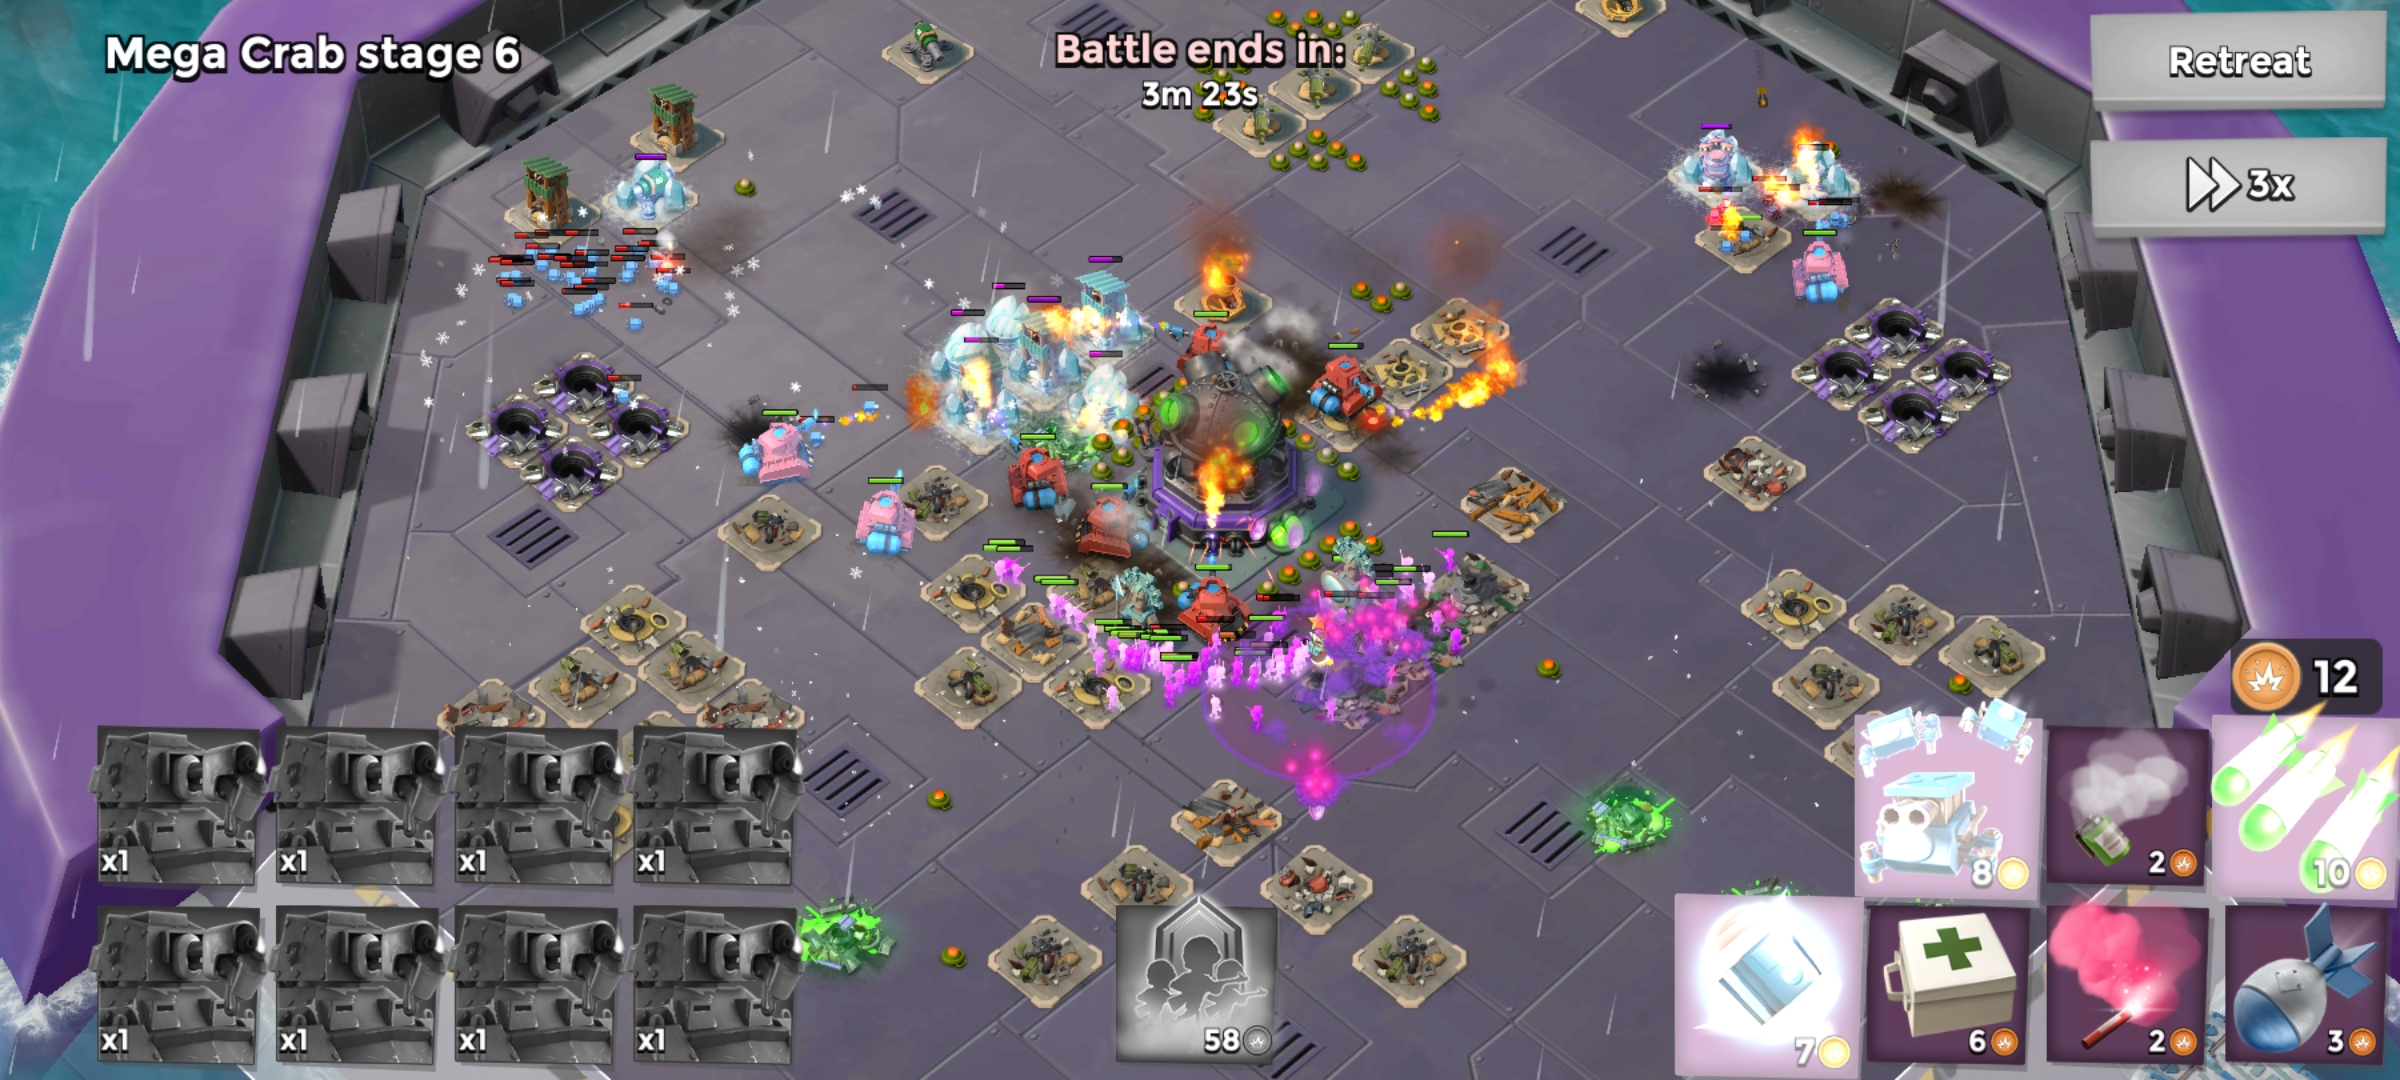 Mega Crab stage 6
Battle ends in:
3m 23s
Retreat
3x
12
x1
x1
x1
x1
8
2
10
x1
x1
x1
x1
58
7
6
2
3